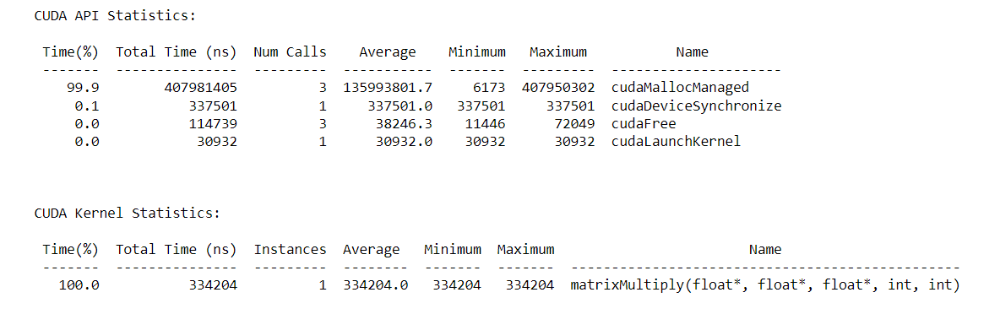 CUDA API Statistics:
Time(%) Total Time (ns) Num Calls Average Minimum Maximum Name
------- --------------- --------- ----------- ------- --------- ---------------------
99.9 407981405 3 135993801.7 6173 407950302 cudaMallocManaged
0.1 337501 1 337501.0 337501 337501 cudaDeviceSynchronize
0.0 114739 3 38246.3 11446 72049 cudaFree
0.0 30932 1 30932.0 30932 30932 cudaLaunchKernel
CUDA Kernel Statistics:
Time(%) Total Time (ns) Instances Average Minimum Maximum Name
------- --------------- --------- -------- ------- ------- ------------------------------------------------
100.0 334204 1 334204.0 334204 334204 matrixMultiply(float*, float*, float*, int, int)